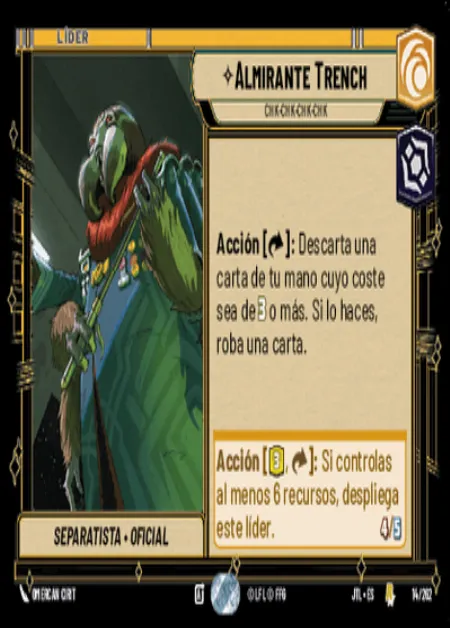 LÍDER
ALMIRANTE TRENCH
CHK-CHK-CHK-CHK
Acción [ ]: Descarta una
carta de tu mano cuyo coste
sea de 3 o más. Si lo haces,
roba una carta.
Acción [3, ]: Si controlas
al menos 6 recursos, despliega
este líder.
4/5
SEPARATISTA • OFICIAL
ⒸLFL ⒸFFG
JTL • ES
14/262